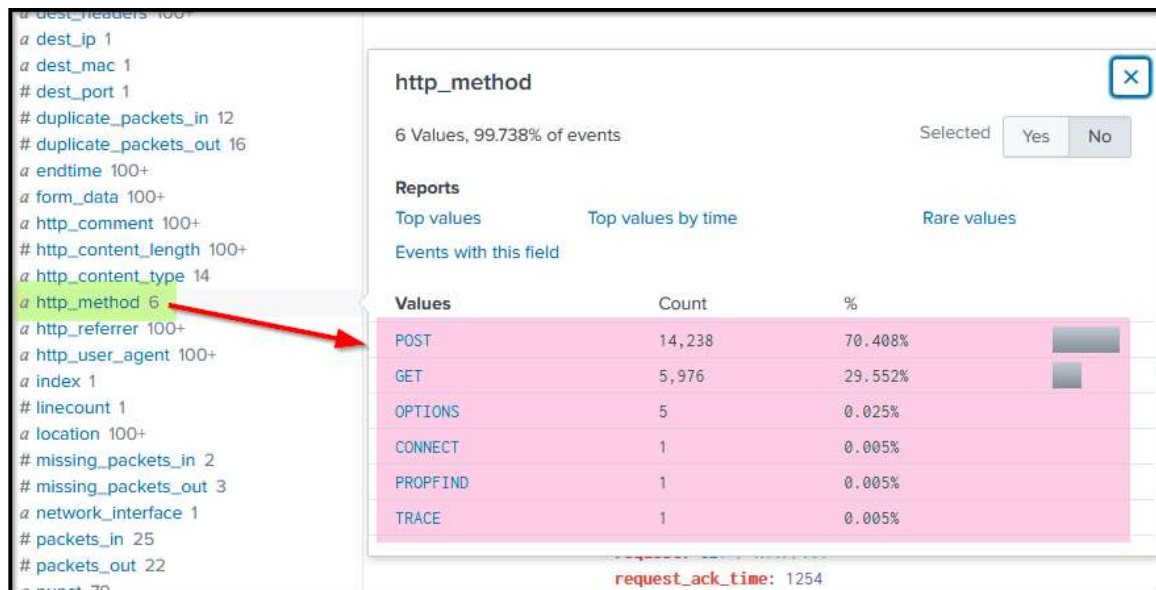 a dest_headers 100+
a dest_ip 1
a dest_mac 1
# dest_port 1
# duplicate_packets_in 12
# duplicate_packets_out 16
a endtime 100+
a form_data 100+
a http_comment 100+
# http_content_length 100+
a http_content_type 14
a http_method 6
a http_referrer 100+
a http_user_agent 100+
a index 1
# linecount 1
a location 100+
# missing_packets_in 2
# missing_packets_out 3
a network_interface 1
# packets_in 25
# packets_out 22
http_method
6 Values, 99.738% of events
Selected Yes No
Reports
Top values Top values by time Rare values
Events with this field
Values Count %
POST 14,238 70.408%
GET 5,976 29.552%
OPTIONS 5 0.025%
CONNECT 1 0.005%
PROPFIND 1 0.005%
TRACE 1 0.005%
request_ack_time: 1254